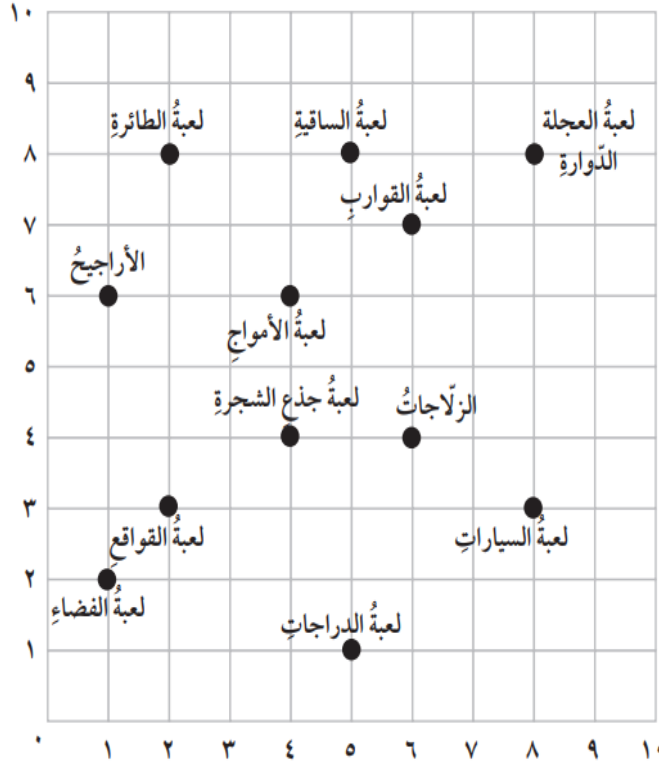 ١٠
٩
لعبةُ الطائرةِ
لعبةُ الساقيةِ
لعبةُ العجلة
الدّوارةِ
٨
لعبةُ القواربِ
٧
الأراجيحُ
٦
لعبةُ الأمواجِ
٥
لعبةُ جذعِ الشجرةِ
الزلّاجاتُ
٤
٣
لعبةُ القواقعِ
لعبةُ السياراتِ
٢
لعبةُ الفضاءِ
لعبةُ الدراجاتِ
١
٠ ١ ٢ ٣ ٤ ٥ ٦ ٧ ٨ ٩ ١٠